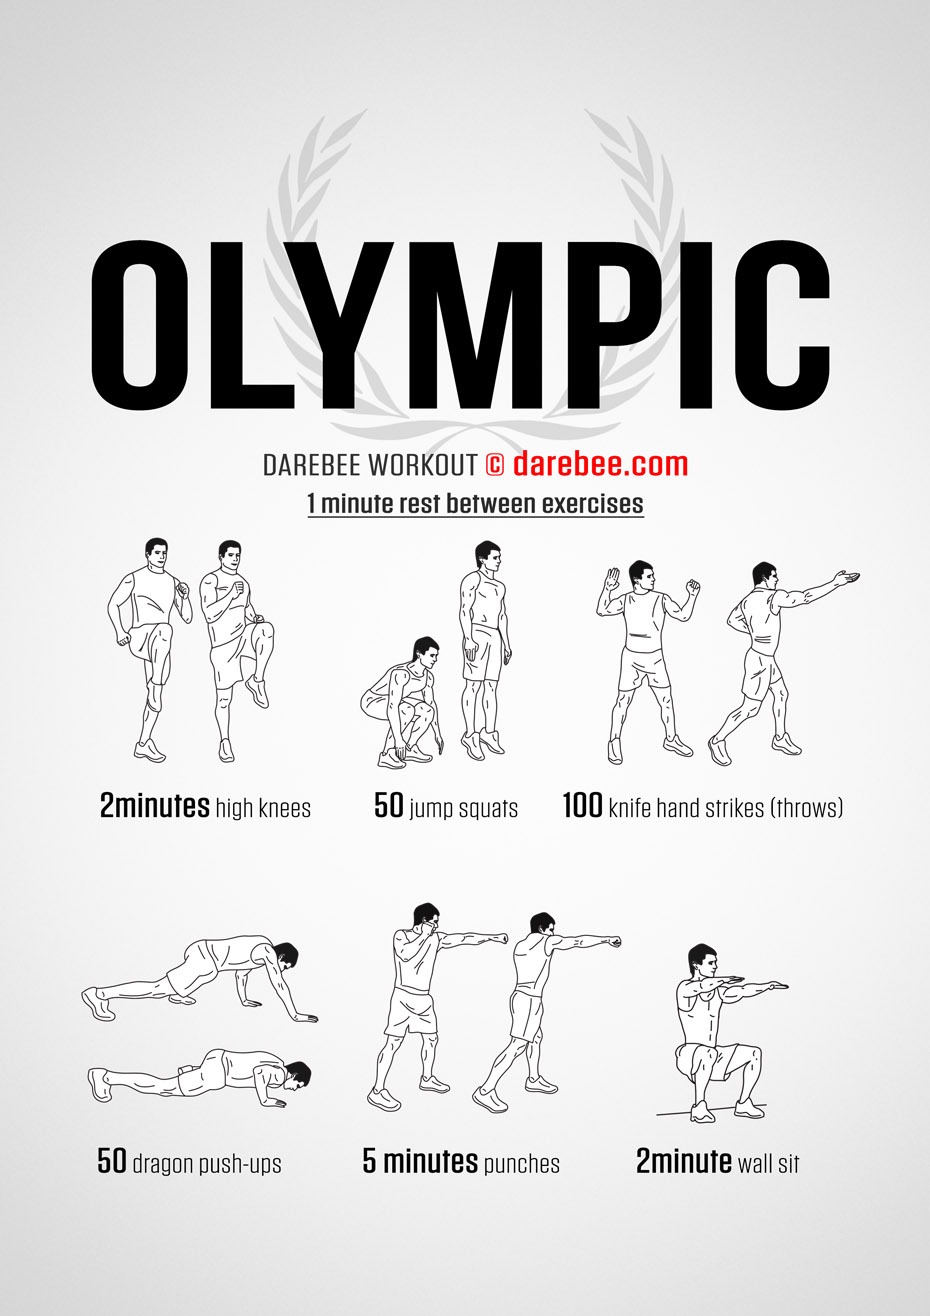 OLYMPIC
DAREBEE WORKOUT © darebee.com
1 minute rest between exercises
2minutes high knees
50 jump squats
100 knife hand strikes (throws)
50 dragon push-ups
5 minutes punches
2minute wall sit